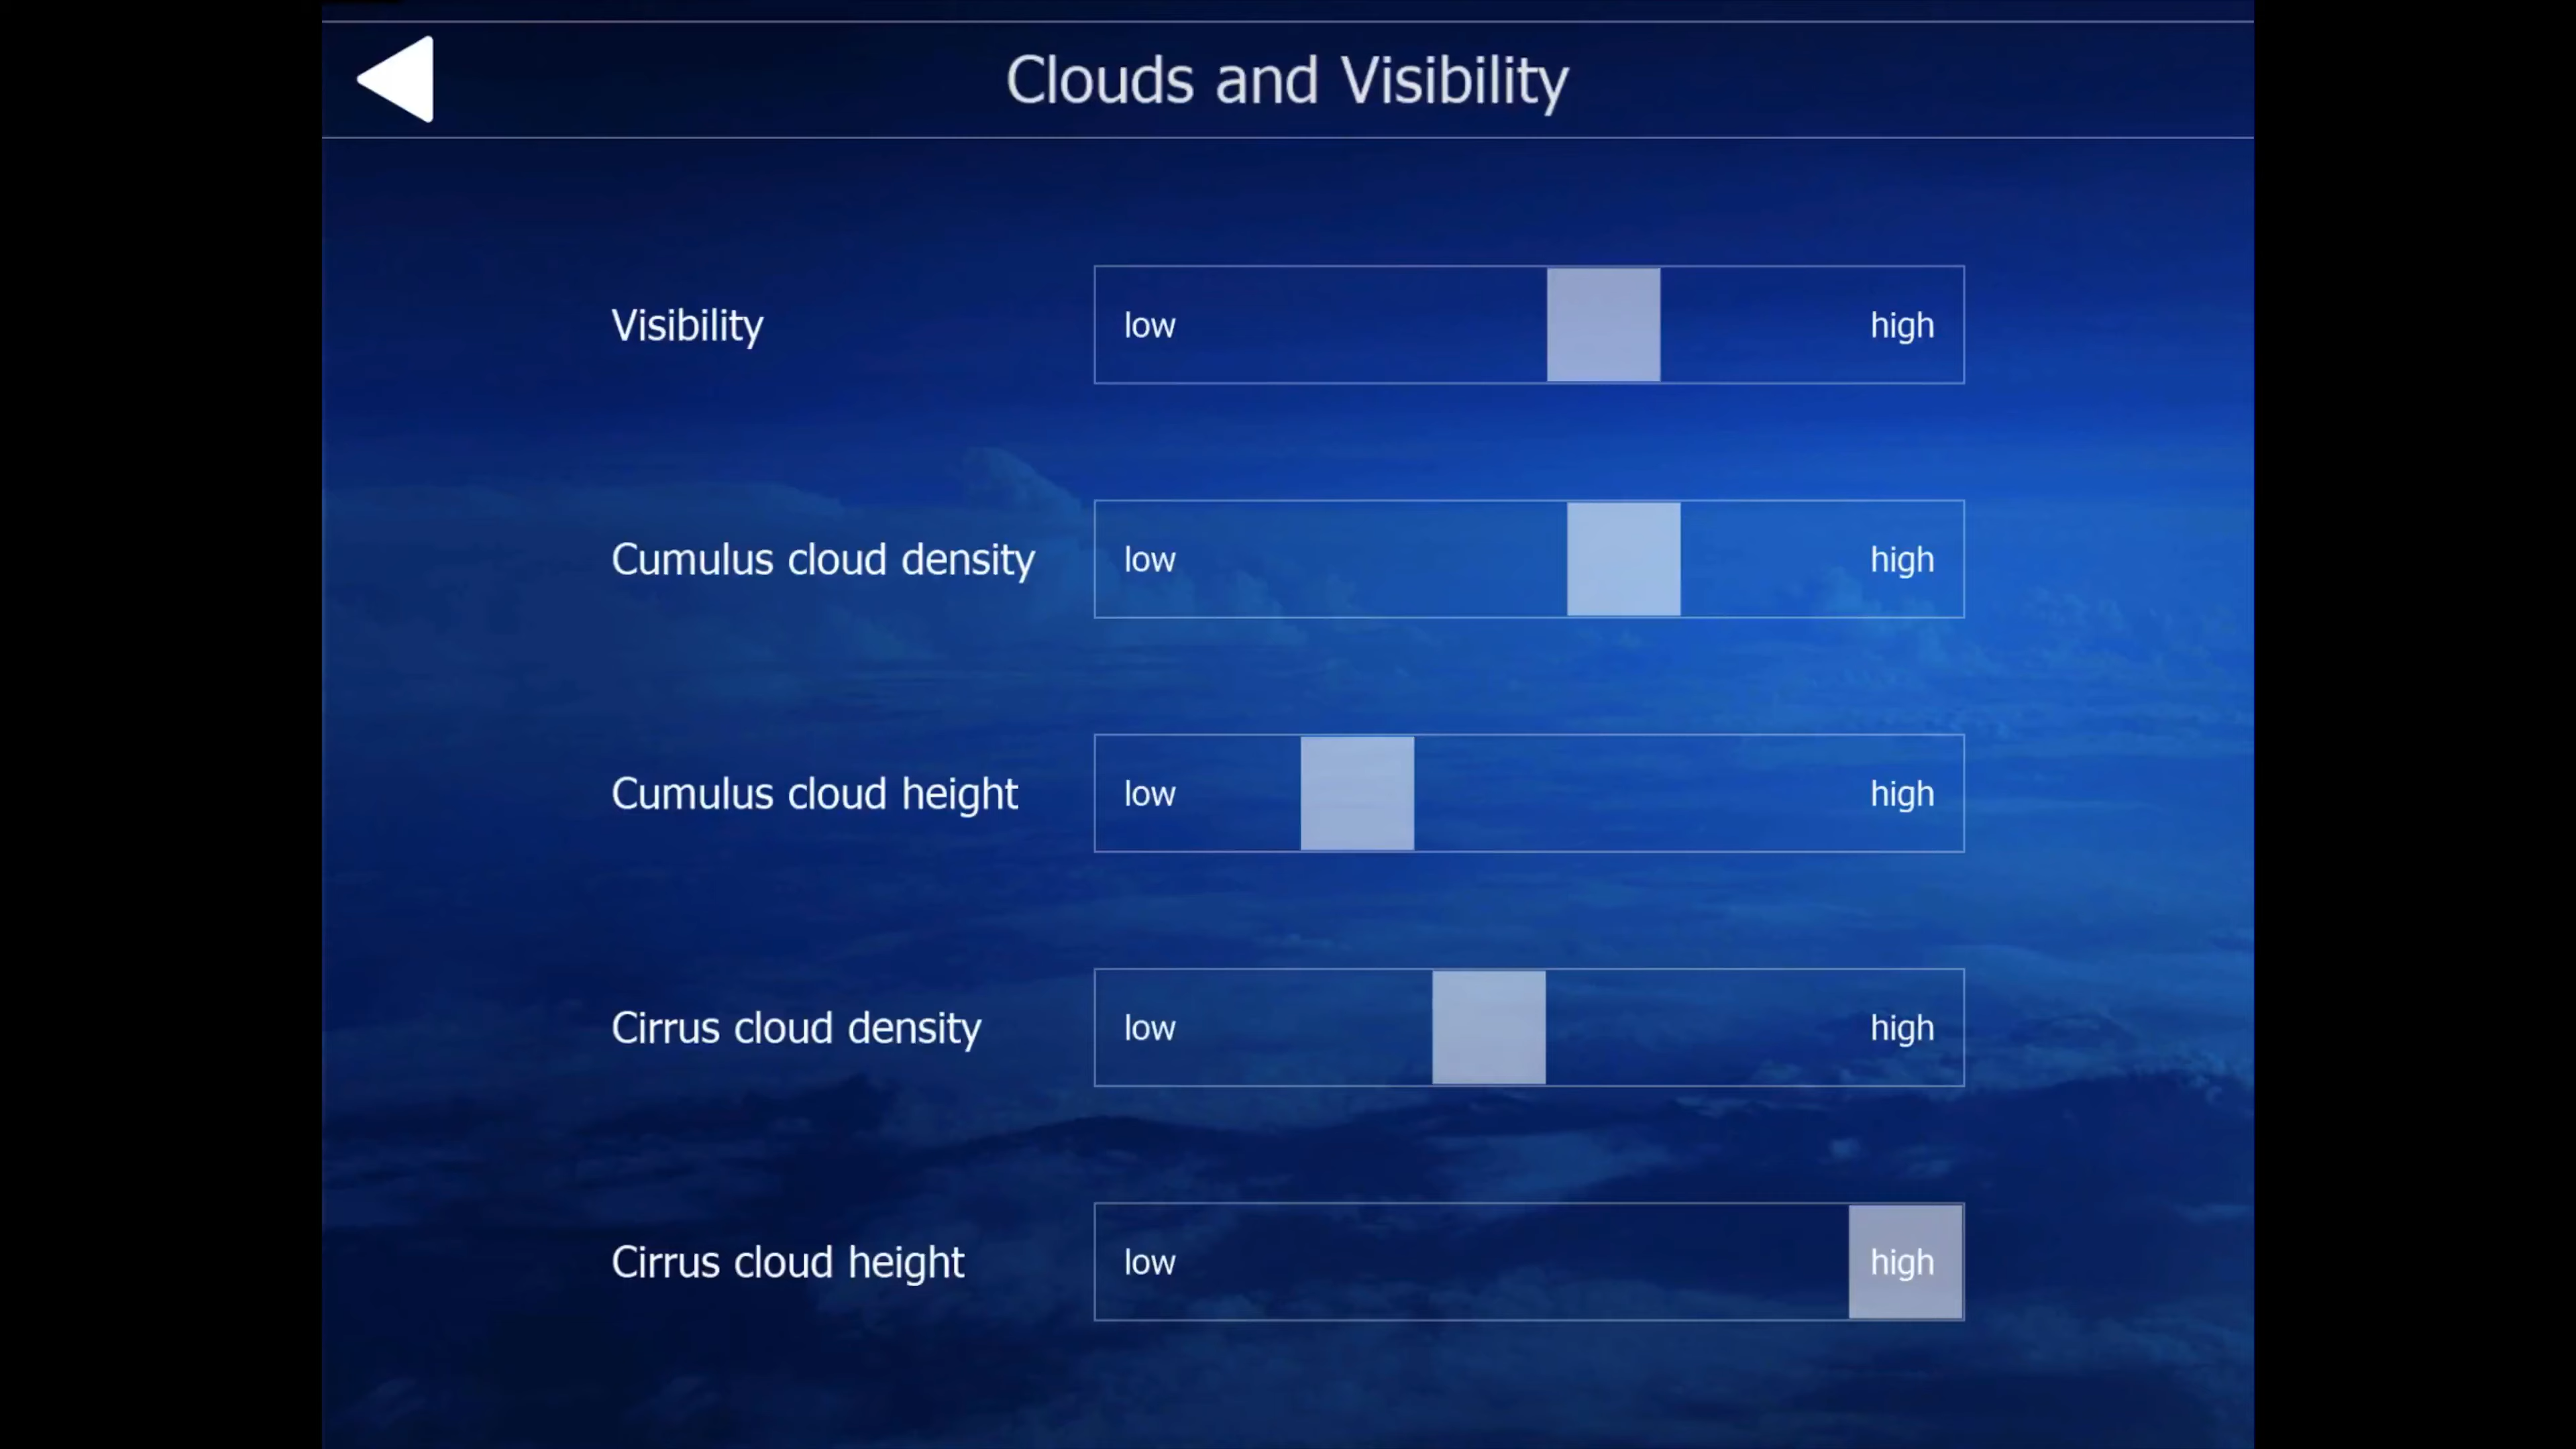 Clouds and Visibility
Visibility low high
Cumulus cloud density low high
Cumulus cloud height low high
Cirrus cloud density low high
Cirrus cloud height low high